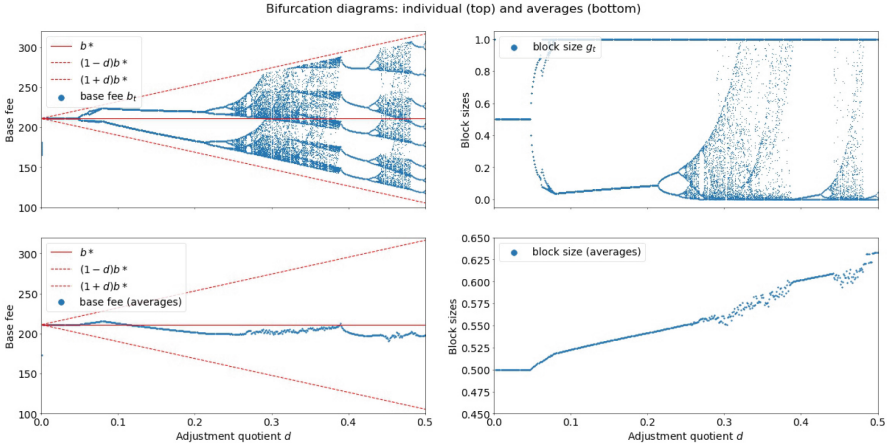 Bifurcation diagrams: individual (top) and averages (bottom)
300
250
200
150
100
Base fee
b*
(1 − d)b*
(1 + d)b*
base fee b_t
1.0
0.8
0.6
0.4
0.2
0.0
Block sizes
block size g_t
300
250
200
150
100
Base fee
b*
(1 − d)b*
(1 + d)b*
base fee (averages)
0.0 0.1 0.2 0.3 0.4 0.5
Adjustment quotient d
0.650
0.625
0.600
0.575
0.550
0.525
0.500
0.475
0.450
Block sizes
block size (averages)
0.0 0.1 0.2 0.3 0.4 0.5
Adjustment quotient d